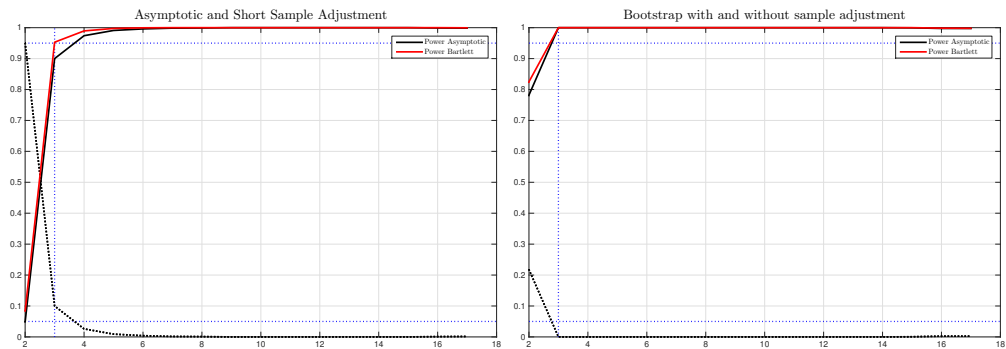 Asymptotic and Short Sample Adjustment
1
0.9
0.8
0.7
0.6
0.5
0.4
0.3
0.2
0.1
0
2 4 6 8 10 12 14 16 18
Power Asymptotic
Power Bartlett
Bootstrap with and without sample adjustment
1
0.9
0.8
0.7
0.6
0.5
0.4
0.3
0.2
0.1
0
2 4 6 8 10 12 14 16 18
Power Asymptotic
Power Bartlett